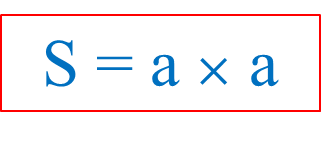 S = a × a